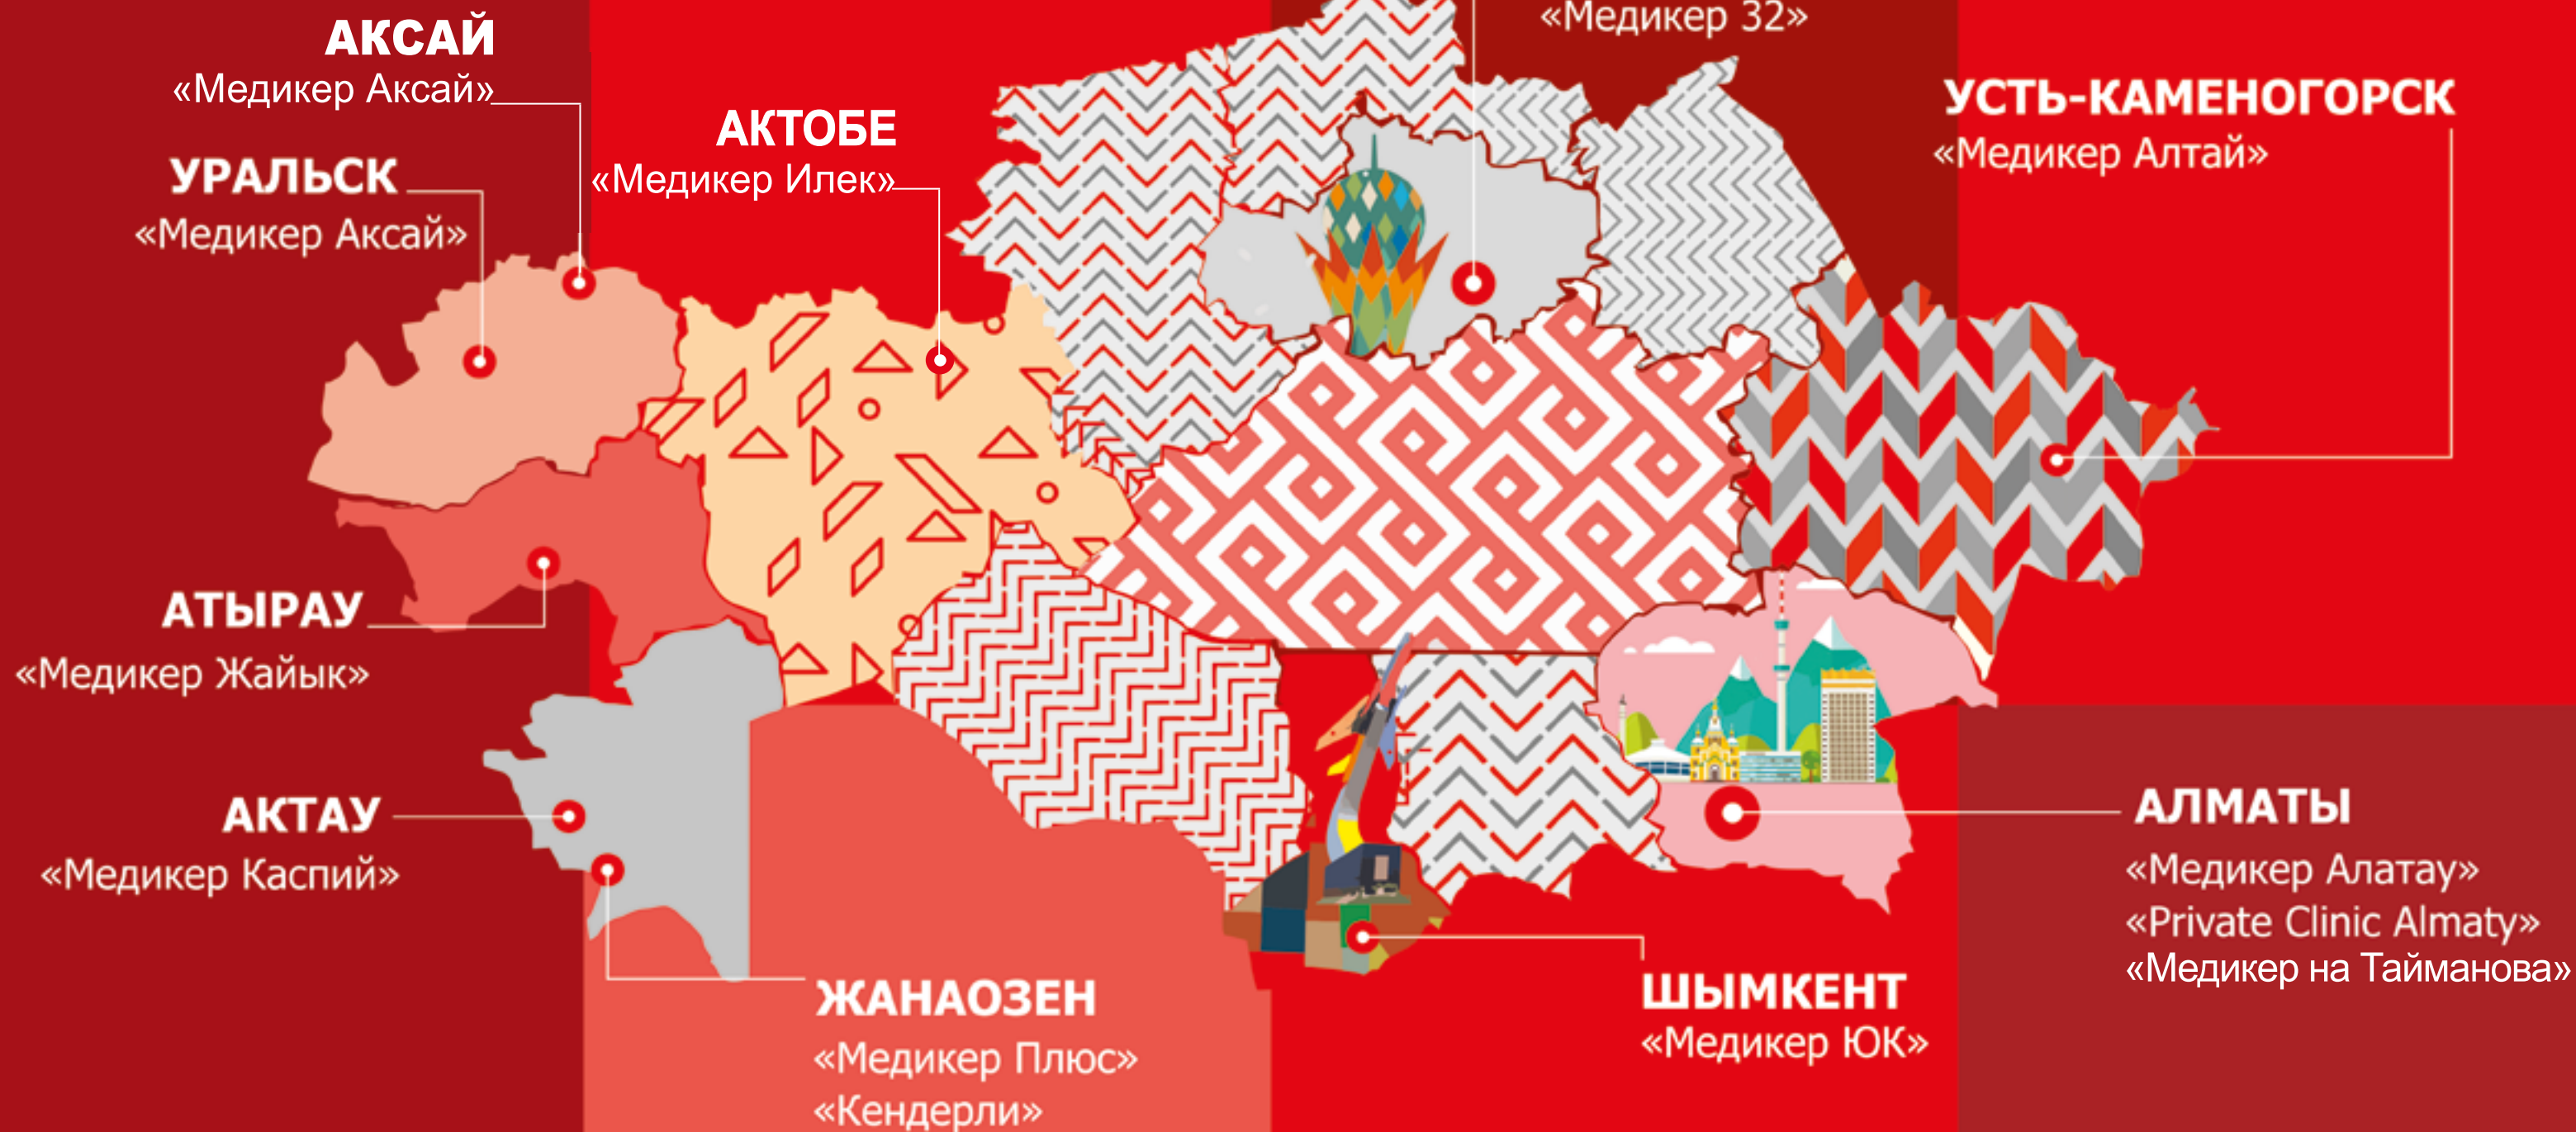 «Медикер 32»
АКСАЙ
«Медикер Аксай»
УРАЛЬСК
«Медикер Аксай»
АКТОБЕ
«Медикер Илек»
УСТЬ-КАМЕНОГОРСК
«Медикер Алтай»
АТЫРАУ
«Медикер Жайык»
АКТАУ
«Медикер Каспий»
ЖАНАОЗЕН
«Медикер Плюс»
«Кендерли»
ШЫМКЕНТ
«Медикер ЮК»
АЛМАТЫ
«Медикер Алатау»
«Private Clinic Almaty»
«Медикер на Тайманова»